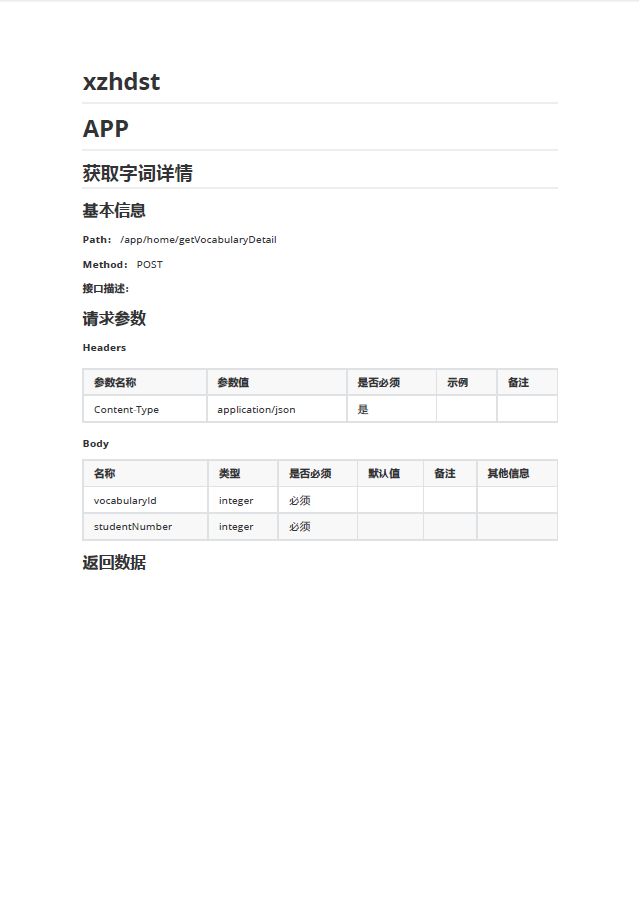 xzhdst
APP
获取字词详情
基本信息
Path： /app/home/getVocabularyDetail
Method： POST
接口描述：
请求参数
Headers
参数名称 参数值 是否必须 示例 备注
Content-Type application/json 是
Body
名称 类型 是否必须 默认值 备注 其他信息
vocabularyId integer 必须
studentNumber integer 必须
返回数据